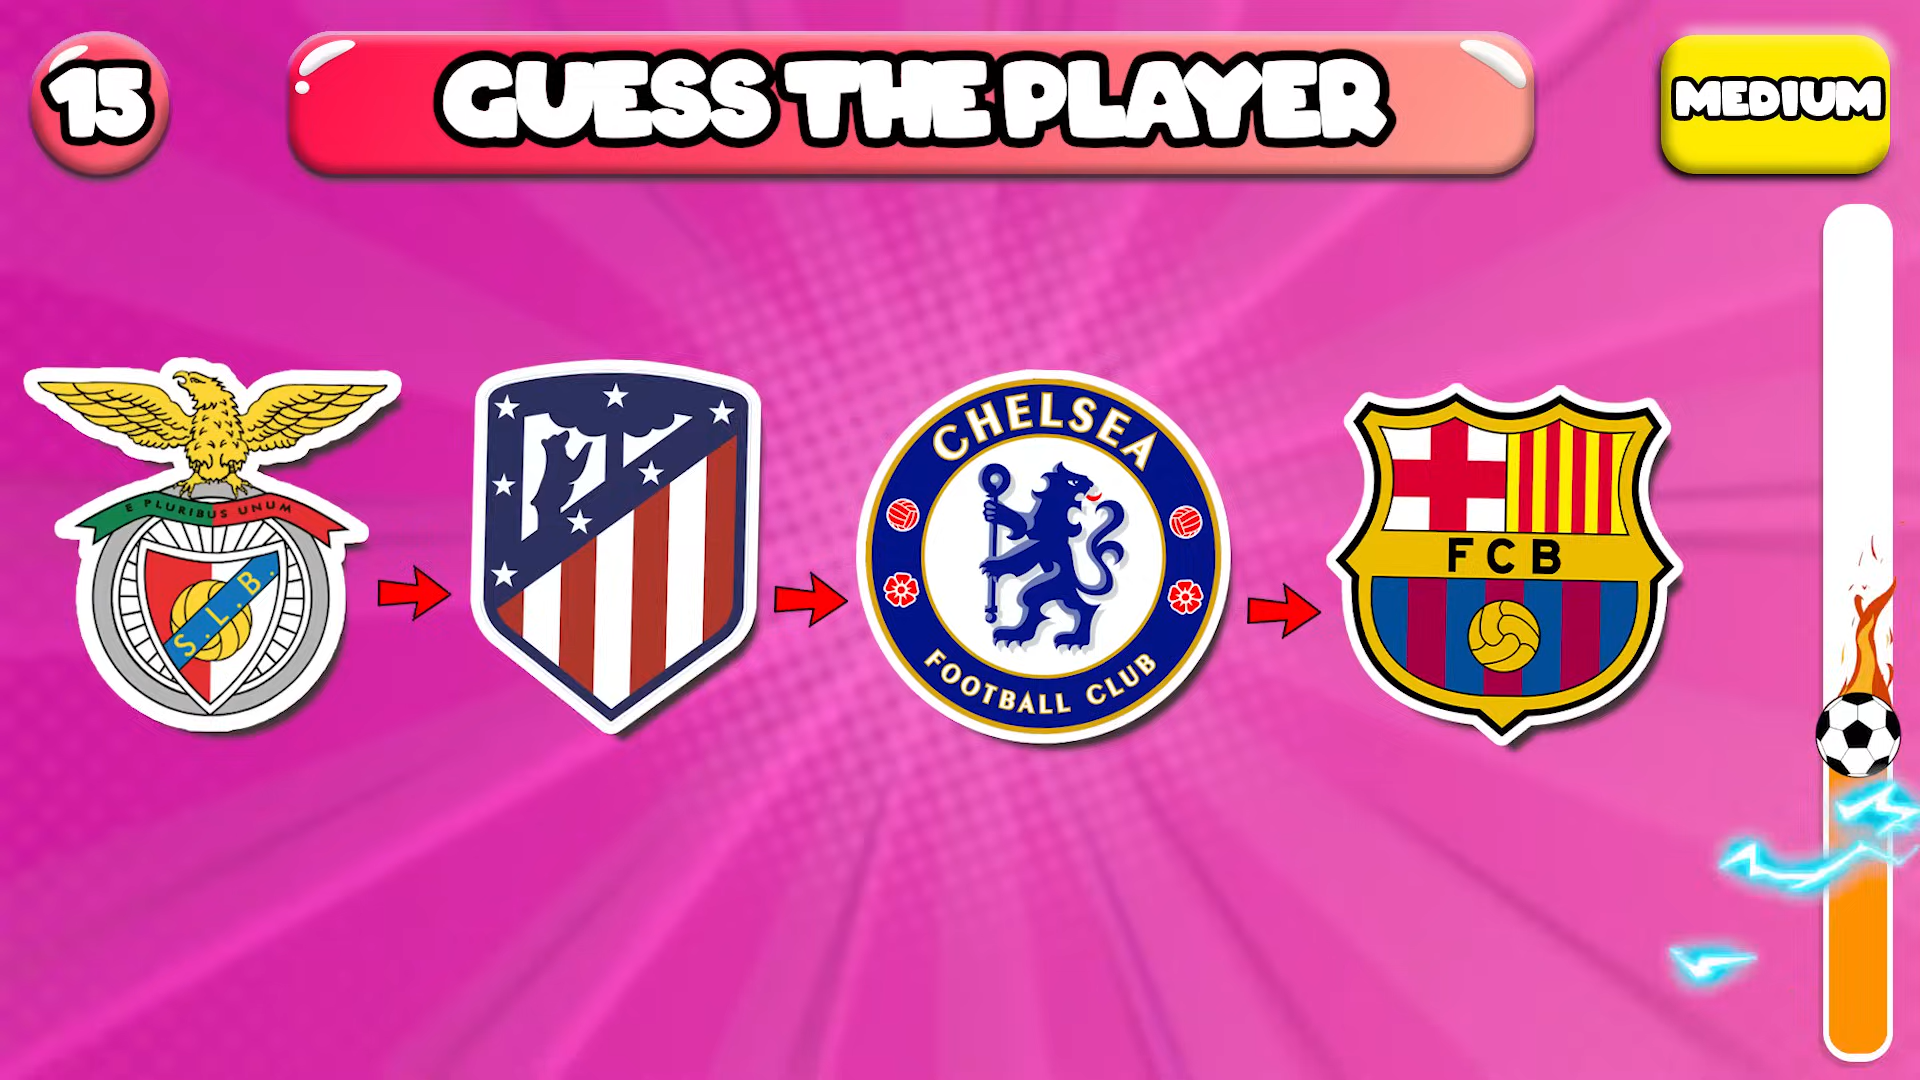 15
GUESS THE PLAYER
MEDIUM
E PLURIBUS UNUM
S.L.B.
CHELSEA
FOOTBALL CLUB
FCB